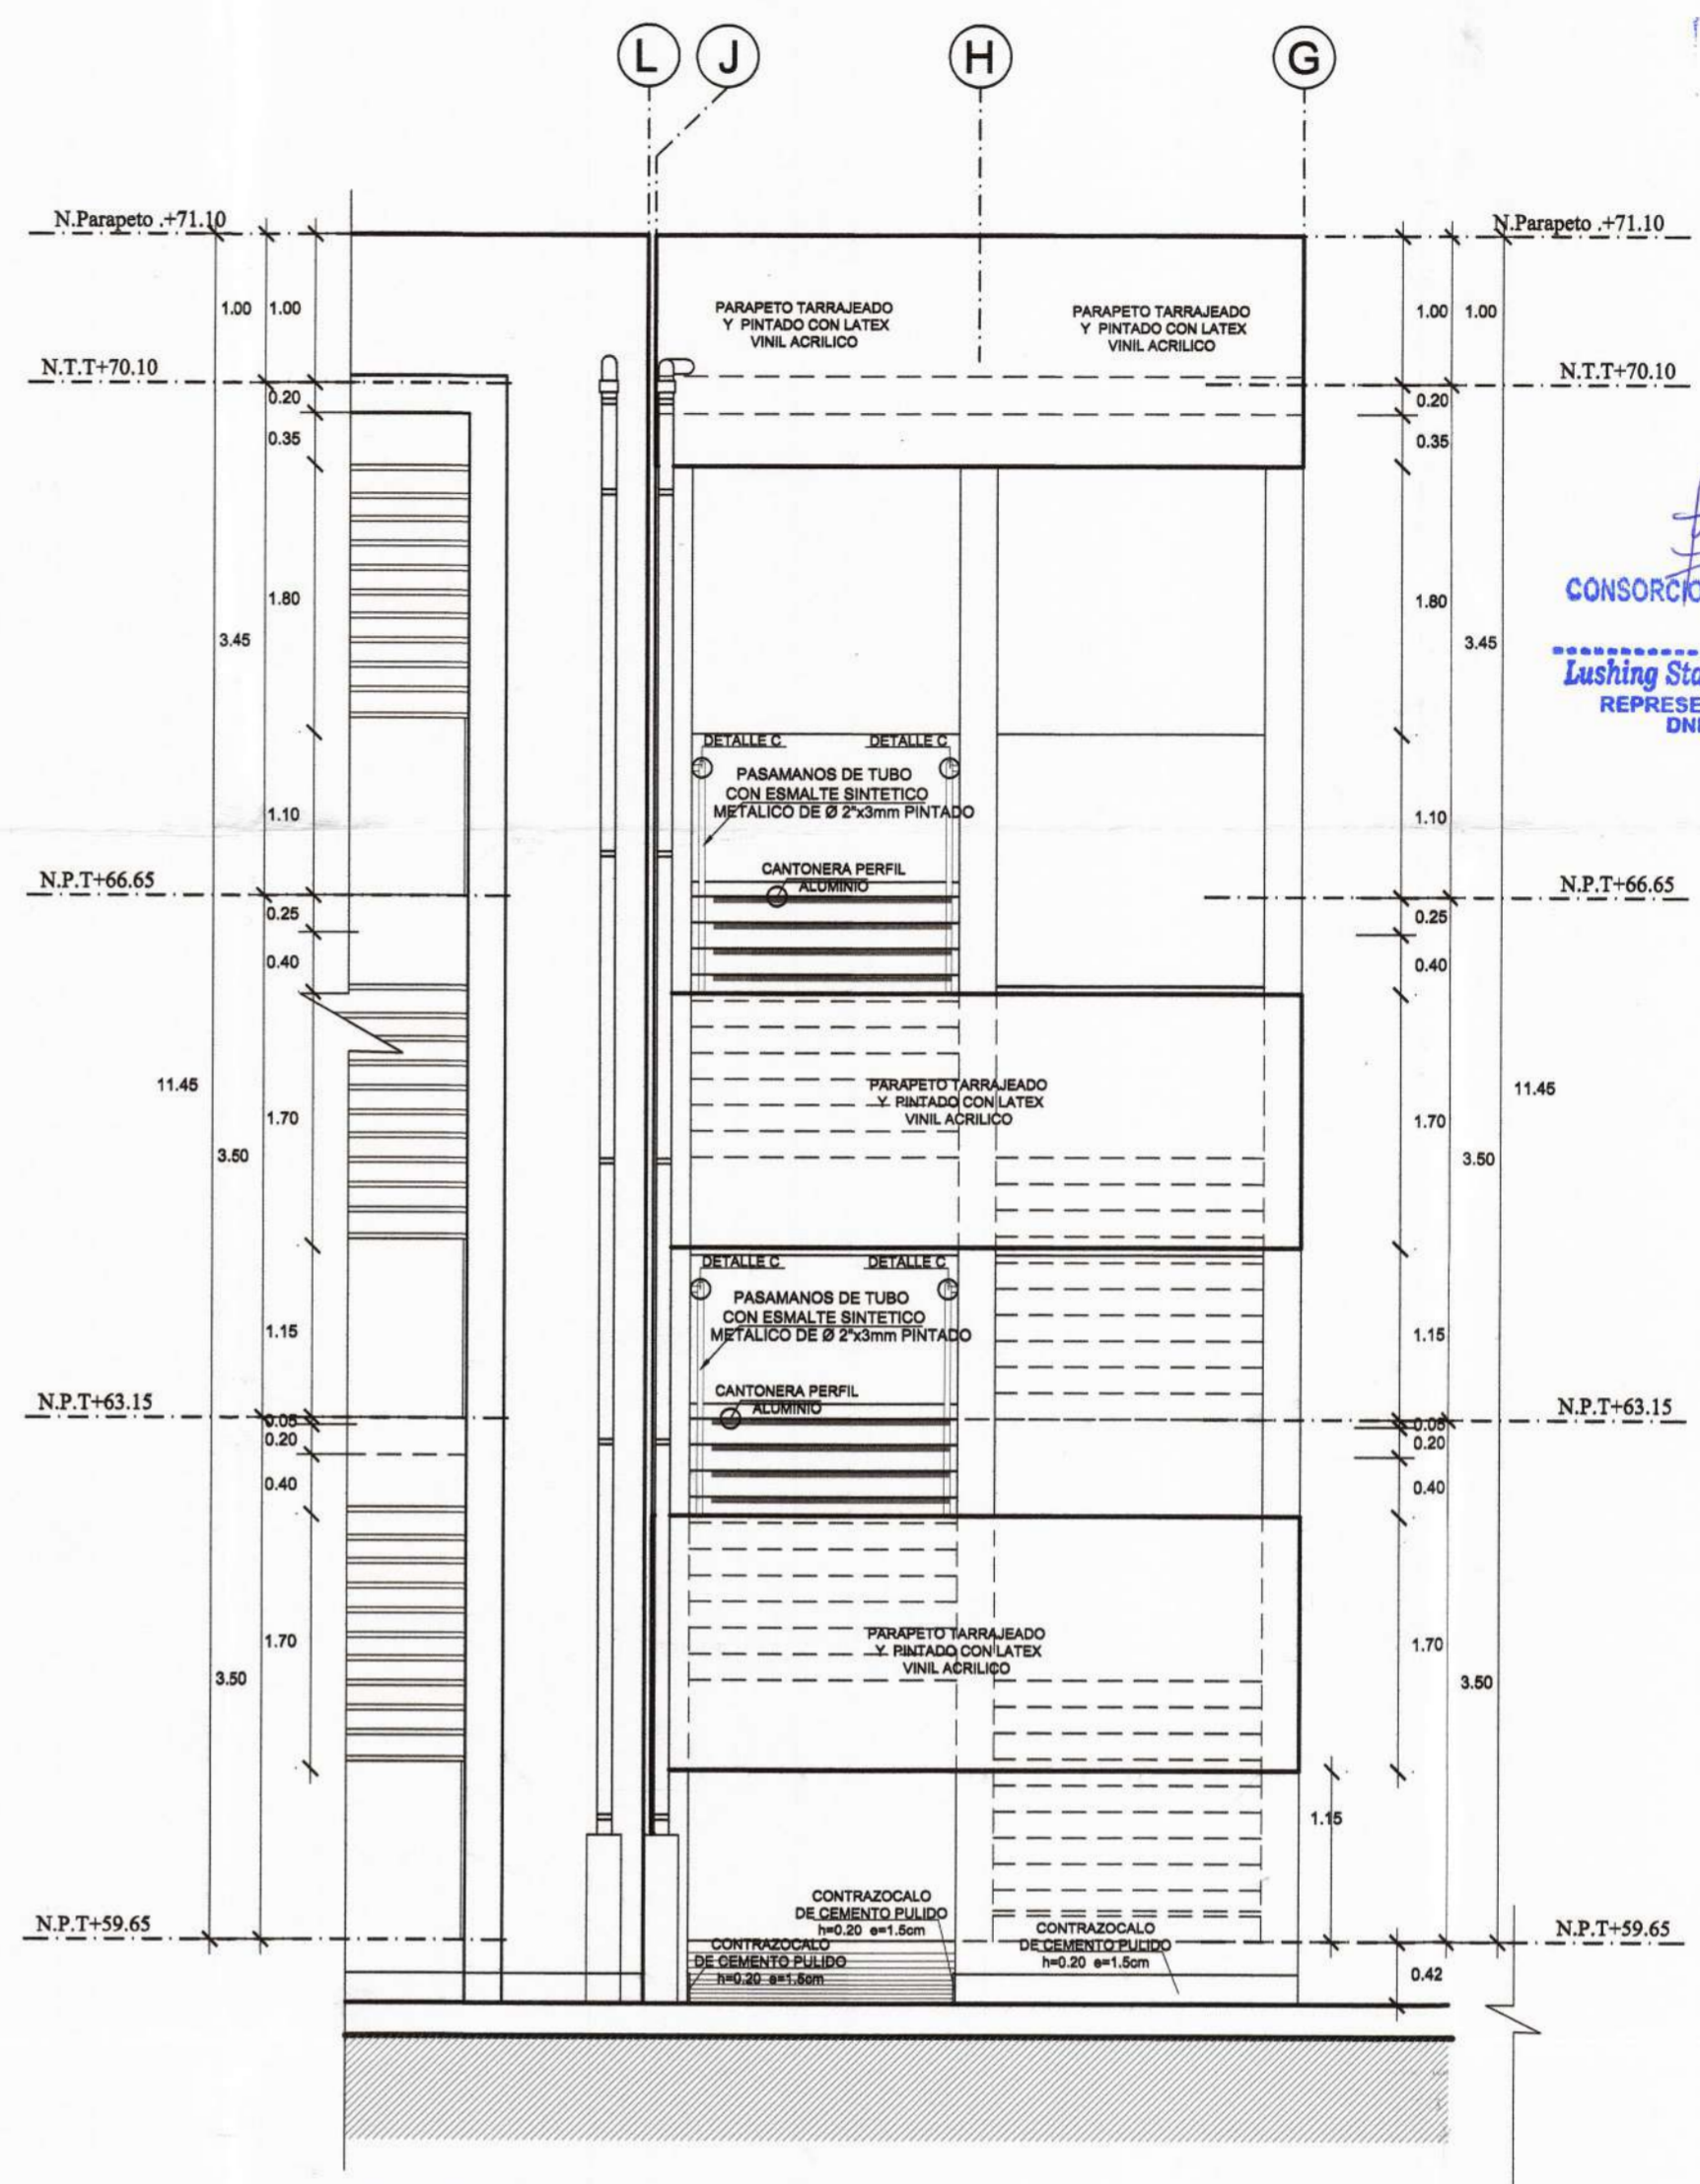 L J H G
N.Parapeto .+71.10
N.Parapeto .+71.10
1.00 1.00
PARAPETO TARRAJEADO
Y PINTADO CON LATEX
VINIL ACRILICO
PARAPETO TARRAJEADO
Y PINTADO CON LATEX
VINIL ACRILICO
1.00 1.00
N.T.T+70.10
N.T.T+70.10
0.20
0.20
0.35
0.35
CONSORCIO
1.80
1.80
3.45
3.45
Lushing
REPRESE
DNI
DETALLE C DETALLE C
PASAMANOS DE TUBO
CON ESMALTE SINTETICO
METALICO DE Ø 2"x3mm PINTADO
1.10
1.10
CANTONERA PERFIL
ALUMINIO
N.P.T+66.65
N.P.T+66.65
0.25
0.25
0.40
0.40
11.45
11.45
PARAPETO TARRAJEADO
Y PINTADO CON LATEX
VINIL ACRILICO
1.70
1.70
3.50
3.50
DETALLE C DETALLE C
PASAMANOS DE TUBO
CON ESMALTE SINTETICO
METALICO DE Ø 2"x3mm PINTADO
1.15
1.15
CANTONERA PERFIL
ALUMINIO
N.P.T+63.15
N.P.T+63.15
0.05
0.05
0.20
0.20
0.40
0.40
PARAPETO TARRAJEADO
Y PINTADO CON LATEX
VINIL ACRILICO
1.70
1.70
3.50
3.50
1.15
CONTRAZOCALO
DE CEMENTO PULIDO
h=0.20 e=1.5cm
N.P.T+59.65
N.P.T+59.65
CONTRAZOCALO
DE CEMENTO PULIDO
h=0.20 e=1.5cm
CONTRAZOCALO
DE CEMENTO PULIDO
h=0.20 e=1.5cm
0.42